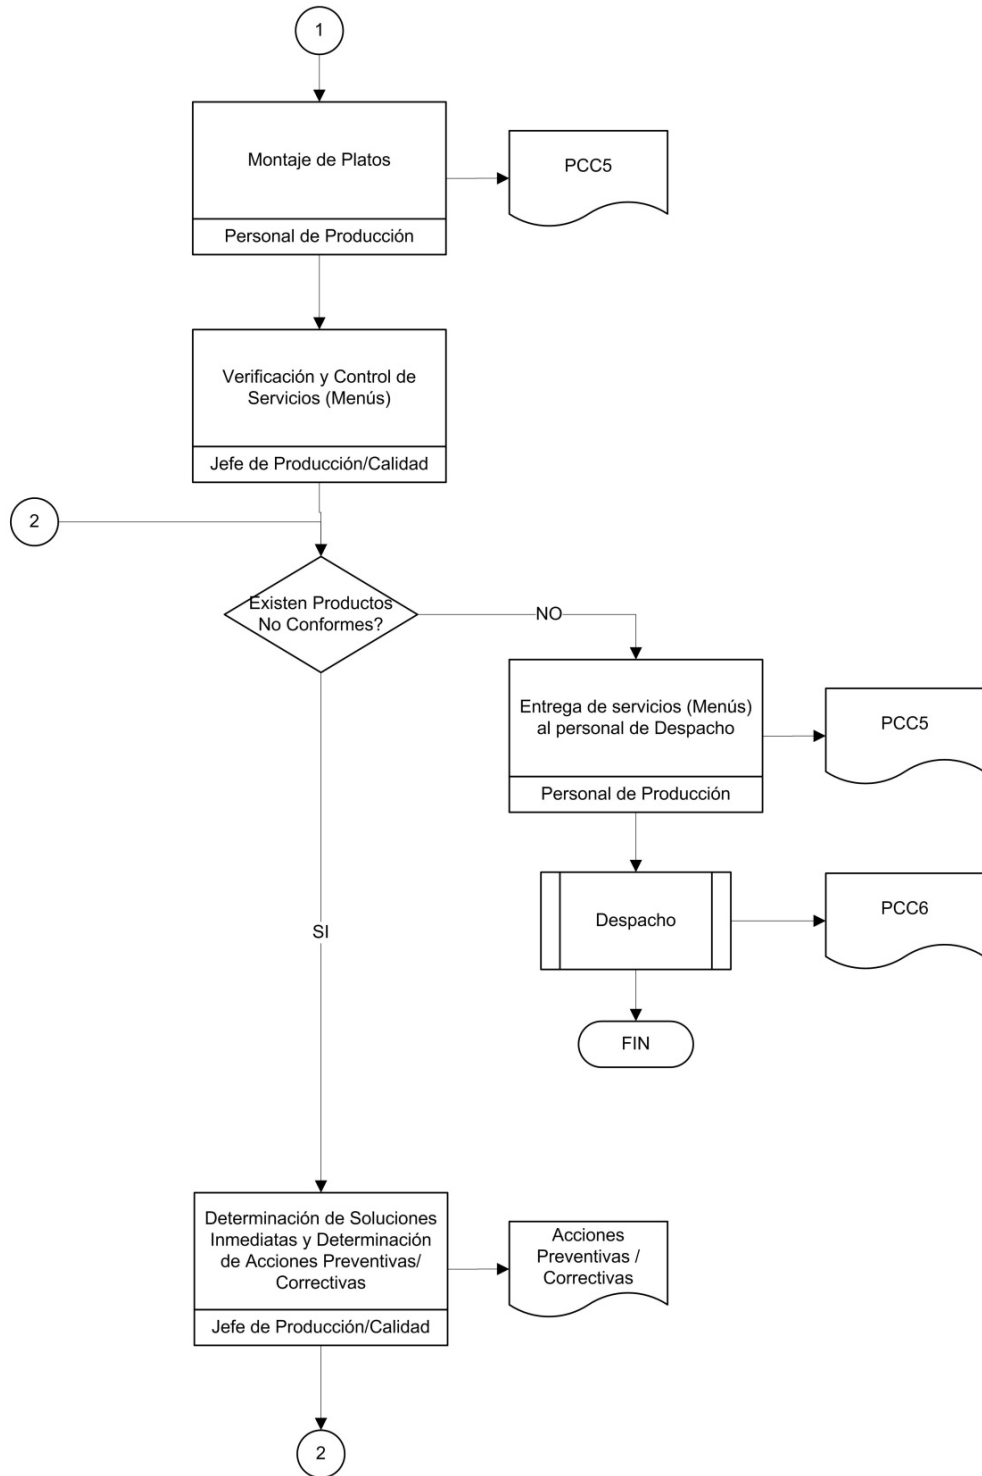 1
Montaje de Platos
Personal de Producción
PCC5
Verificación y Control de
Servicios (Menús)
Jefe de Producción/Calidad
2
Existen Productos
No Conformes?
NO
Entrega de servicios (Menús)
al personal de Despacho
Personal de Producción
PCC5
Despacho
PCC6
FIN
SI
Determinación de Soluciones
Inmediatas y Determinación
de Acciones Preventivas/
Correctivas
Jefe de Producción/Calidad
Acciones
Preventivas /
Correctivas
2